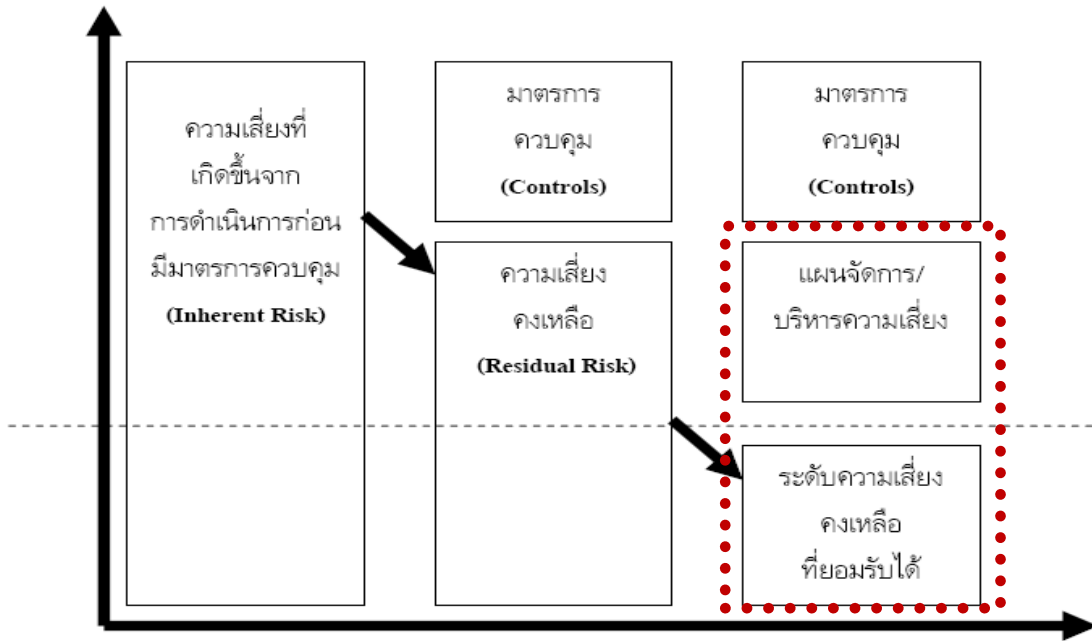 ความเสี่ยงที่
เกิดขึ้นจาก
การดำเนินการก่อน
มีมาตรการควบคุม
(Inherent Risk)
มาตรการ
ควบคุม
(Controls)
ความเสี่ยง
คงเหลือ
(Residual Risk)
มาตรการ
ควบคุม
(Controls)
แผนจัดการ/
บริหารความเสี่ยง
ระดับความเสี่ยง
คงเหลือ
ที่ยอมรับได้